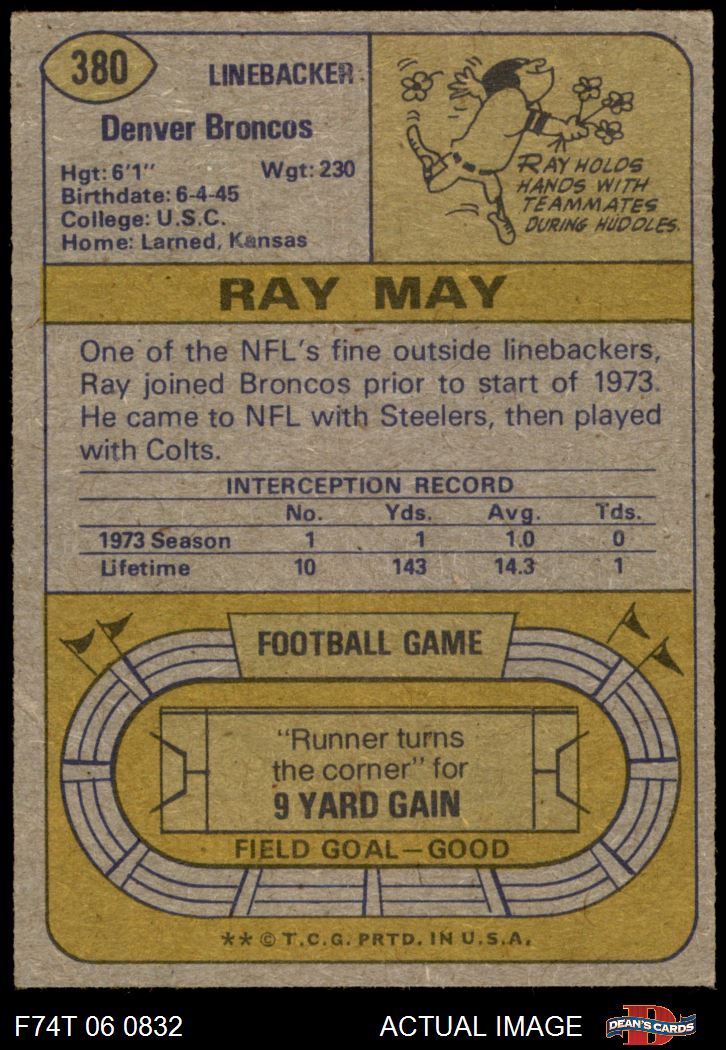 380
LINEBACKER
Denver Broncos
Hgt: 6'1" Wgt: 230
Birthdate: 6-4-45
College: U.S.C.
Home: Larned, Kansas
RAY HOLDS
HANDS WITH
TEAMMATES
DURING HUDDLES.
RAY MAY
One of the NFL's fine outside linebackers,
Ray joined Broncos prior to start of 1973.
He came to NFL with Steelers, then played
with Colts.
INTERCEPTION RECORD
No. Yds. Avg. Tds.
1973 Season 1 1 1.0 0
Lifetime 10 143 14.3 1
FOOTBALL GAME
"Runner turns
the corner" for
9 YARD GAIN
FIELD GOAL—GOOD
** © T.C.G. PRTD. IN U.S.A.
F74T 06 0832 ACTUAL IMAGE
D
DEAN'S CARDS